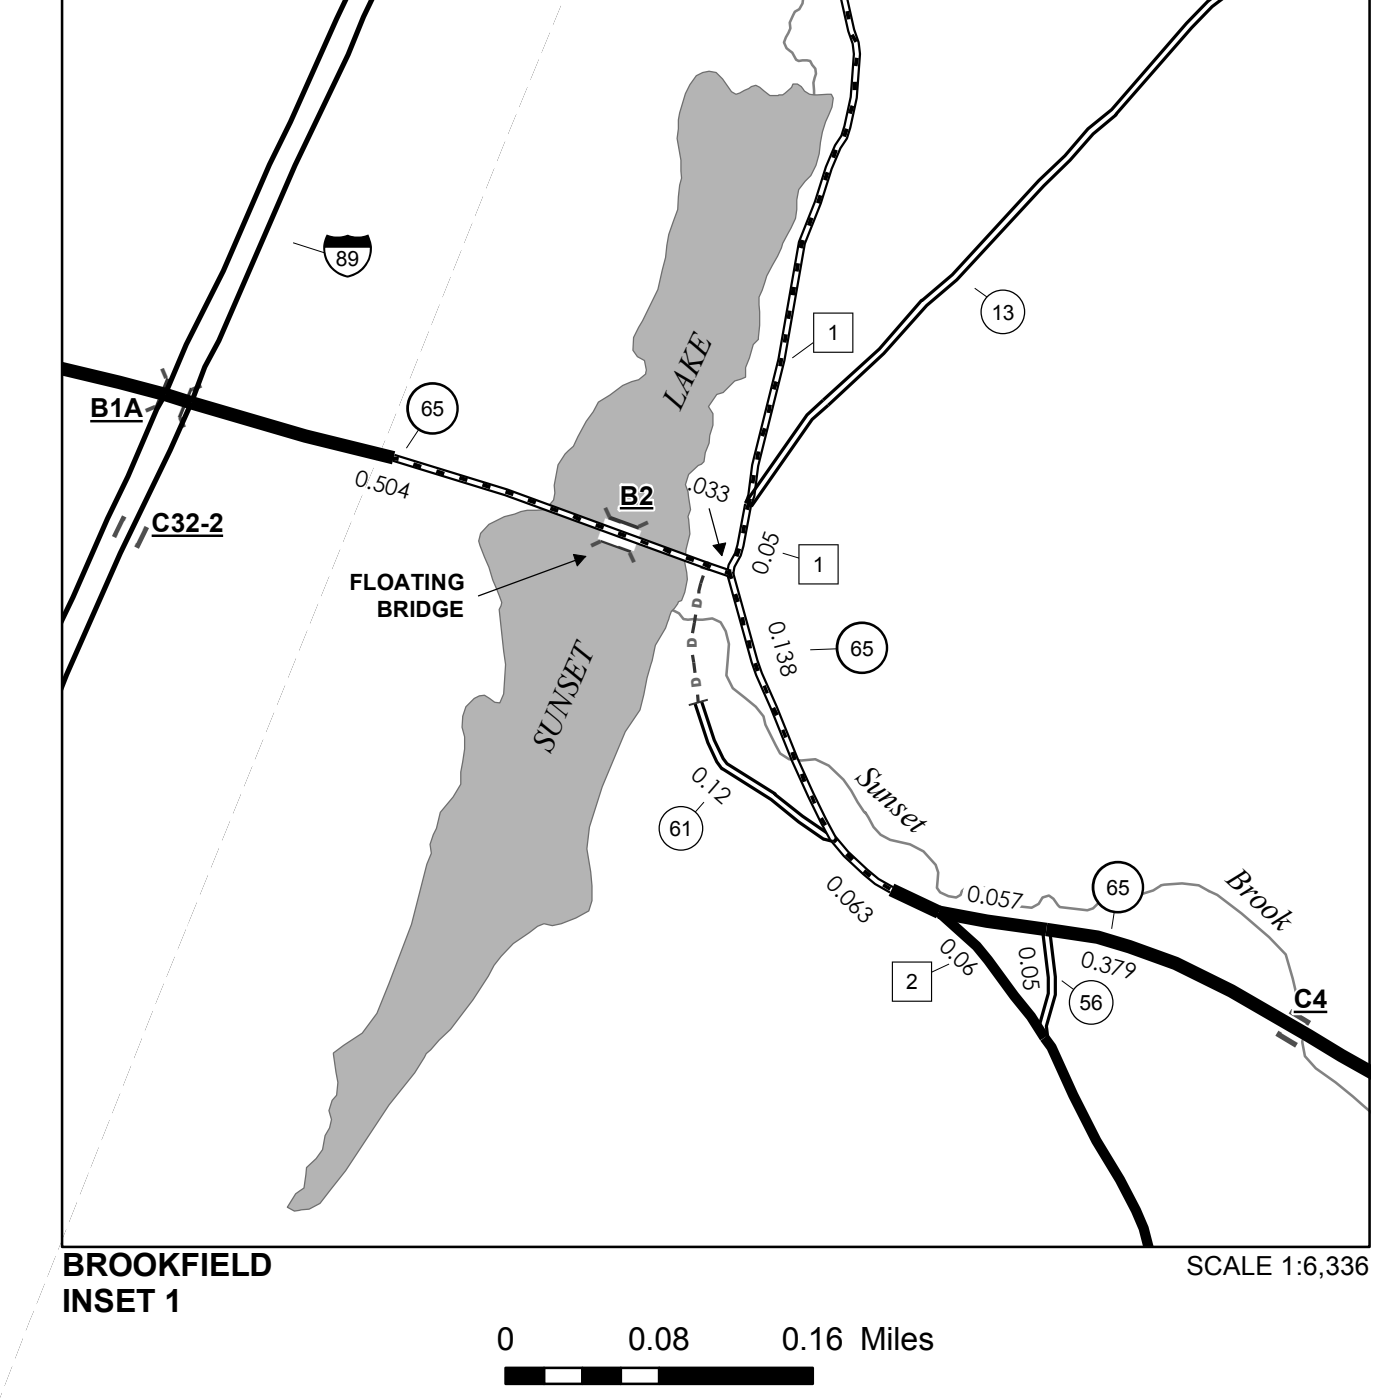 89
13
1
65
B1A
0.504
LAKE
B2
.033
C32-2
0.05
1
FLOATING
BRIDGE
D
D
D
0.138
65
SUNSET
0.12
61
Sunset
0.063
0.057
65
Brook
2
0.06
0.05
0.379
56
C4
BROOKFIELD
INSET 1
SCALE 1:6,336
0 0.08 0.16 Miles